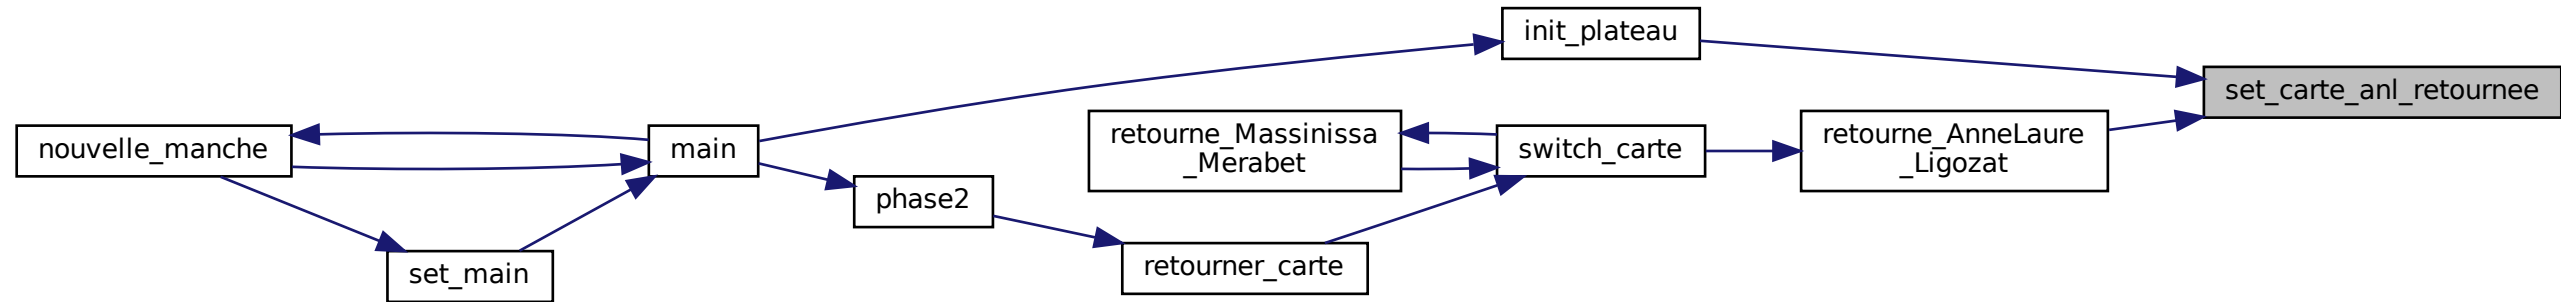 init_plateau
set_carte_anl_retournee
retourne_Massinissa
_Merabet
retourne_AnneLaure
_Ligozat
nouvelle_manche
main
switch_carte
phase2
set_main
retourner_carte